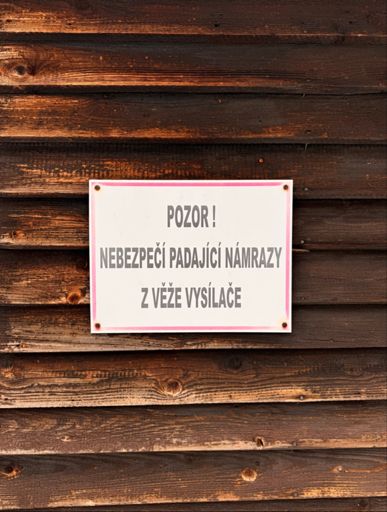 POZOR !
NEBEZPEČÍ PADAJÍCÍ NÁMRAZY
Z VĚŽE VYSÍLAČE